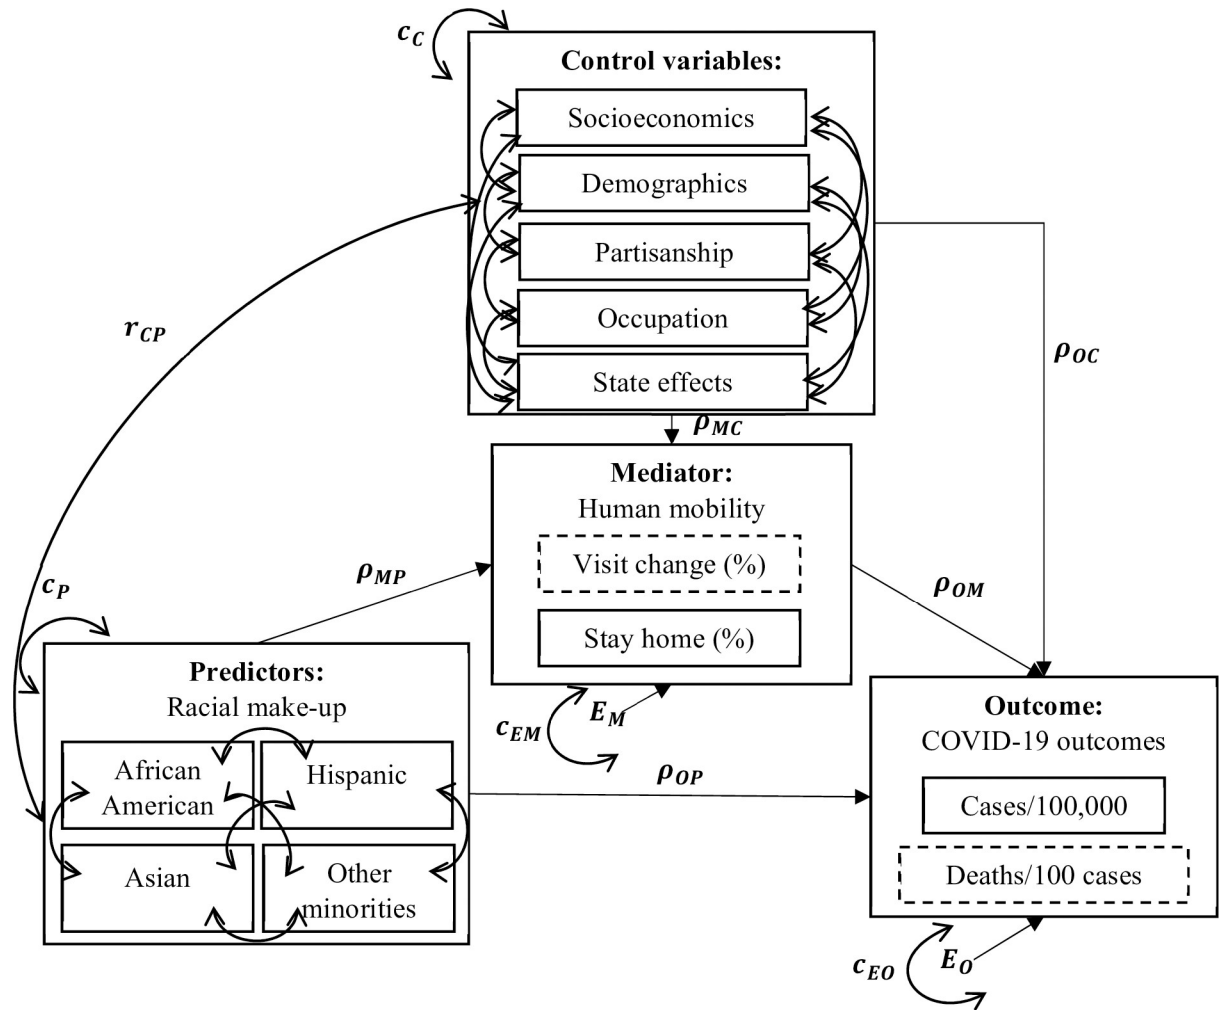 c_C
Control variables:
Socioeconomics
Demographics
Partisanship
Occupation
State effects
r_CP
ρ_OC
ρ_MC
Mediator:
Human mobility
Visit change (%)
Stay home (%)
ρ_MP
ρ_OM
c_P
Predictors:
Racial make-up
African
American
Hispanic
Asian
Other
minorities
c_EM
E_M
ρ_OP
Outcome:
COVID-19 outcomes
Cases/100,000
Deaths/100 cases
c_EO
E_O